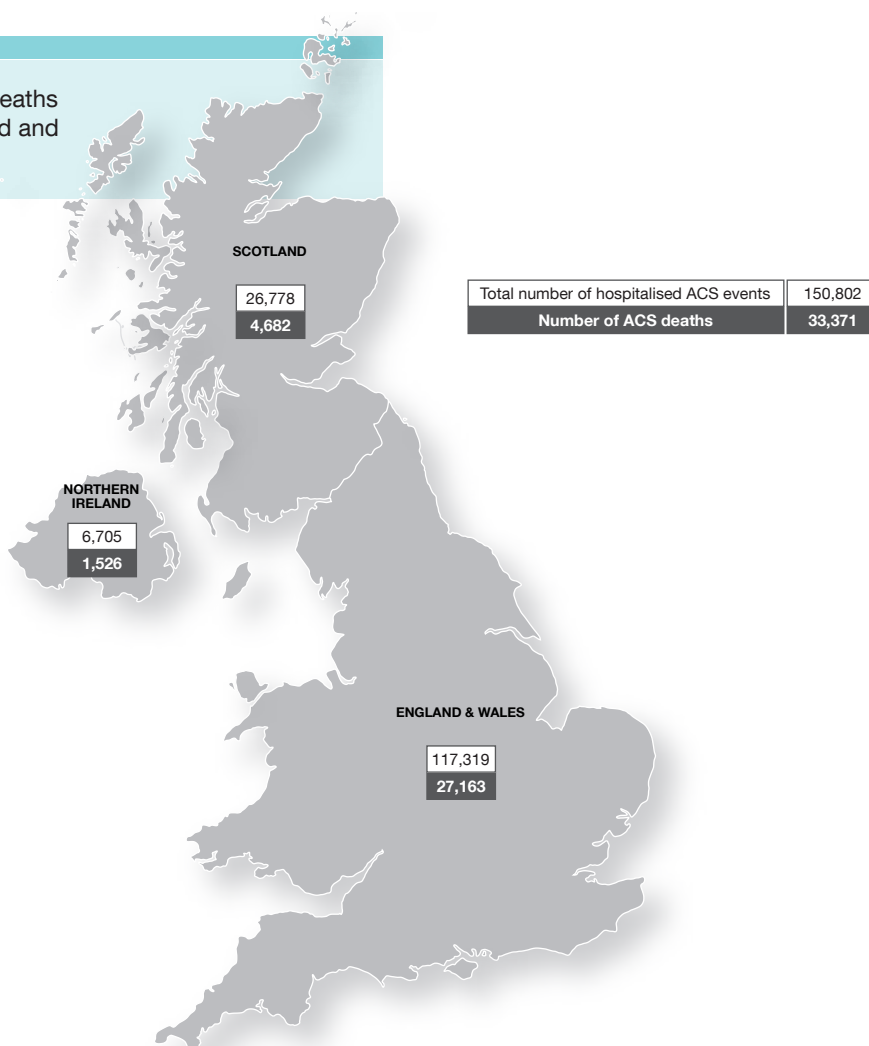 eaths
d and
SCOTLAND
26,778
4,682
Total number of hospitalised ACS events 150,802
Number of ACS deaths 33,371
NORTHERN
IRELAND
6,705
1,526
ENGLAND & WALES
117,319
27,163